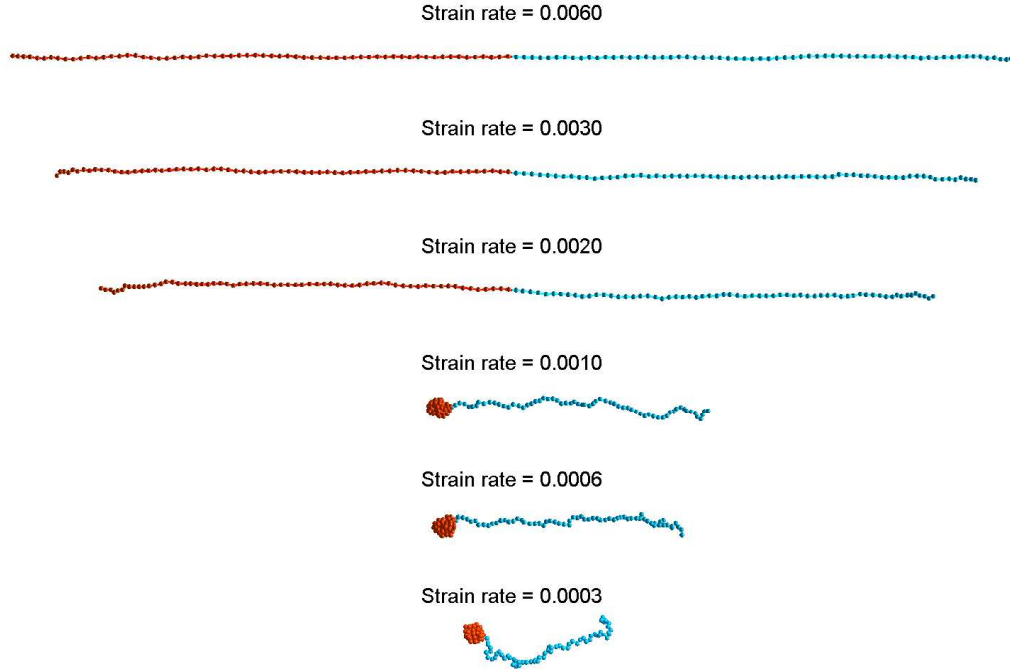 Strain rate = 0.0060
Strain rate = 0.0030
Strain rate = 0.0020
Strain rate = 0.0010
Strain rate = 0.0006
Strain rate = 0.0003